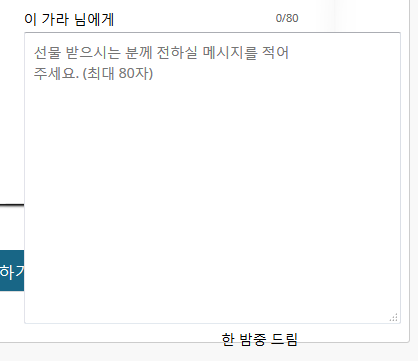 이 가라 님에게 0/80
선물 받으시는 분께 전하실 메시지를 적어
주세요. (최대 80자)
하기
한 밤중 드림